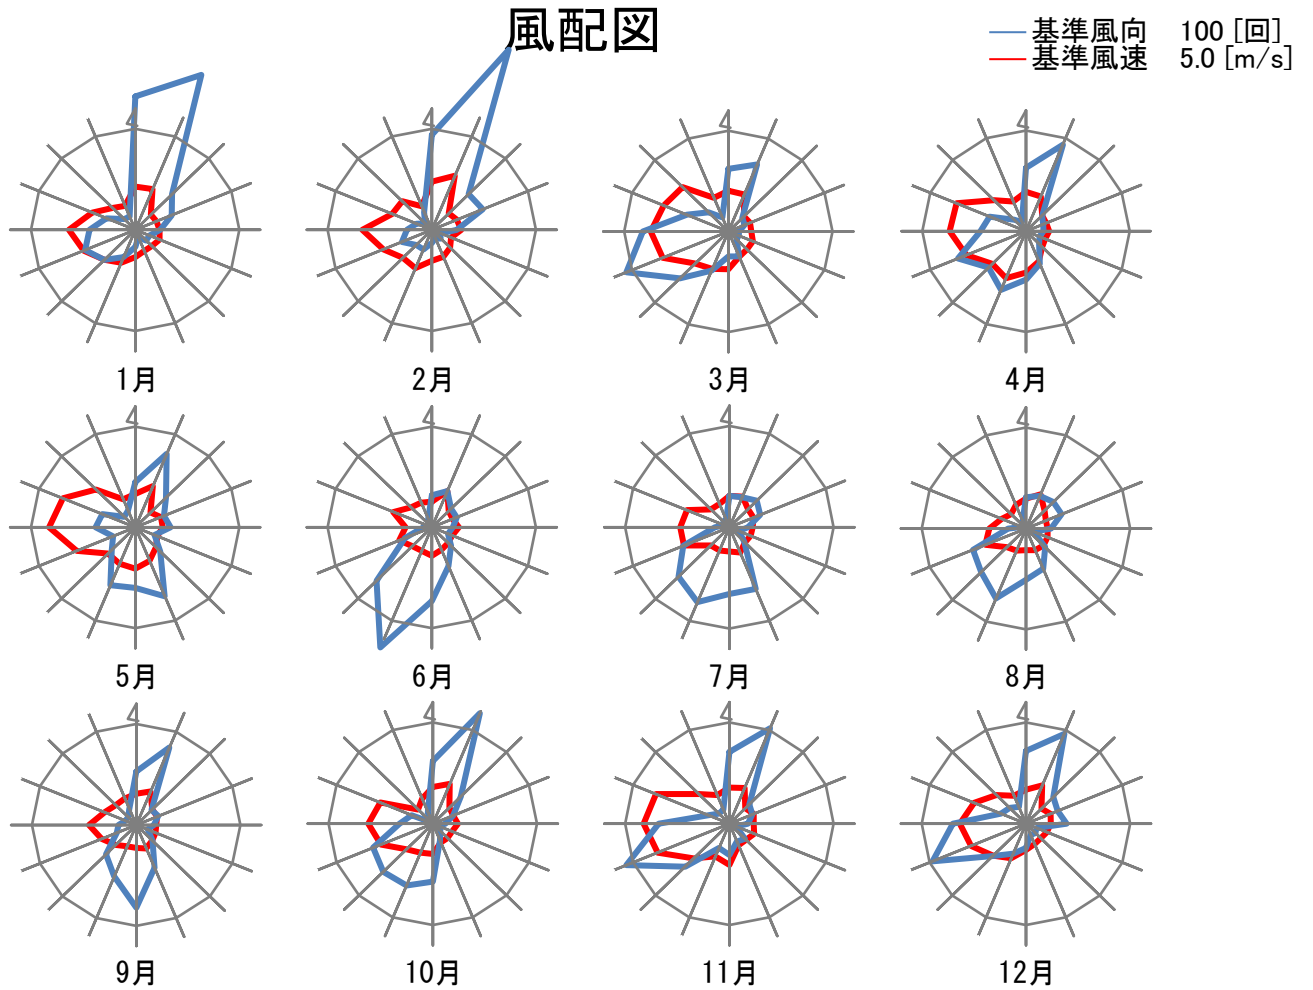 風配図
基準風向 100 [回]
基準風速 5.0 [m/s]
1月
2月
3月
4月
5月
6月
7月
8月
9月
10月
11月
12月